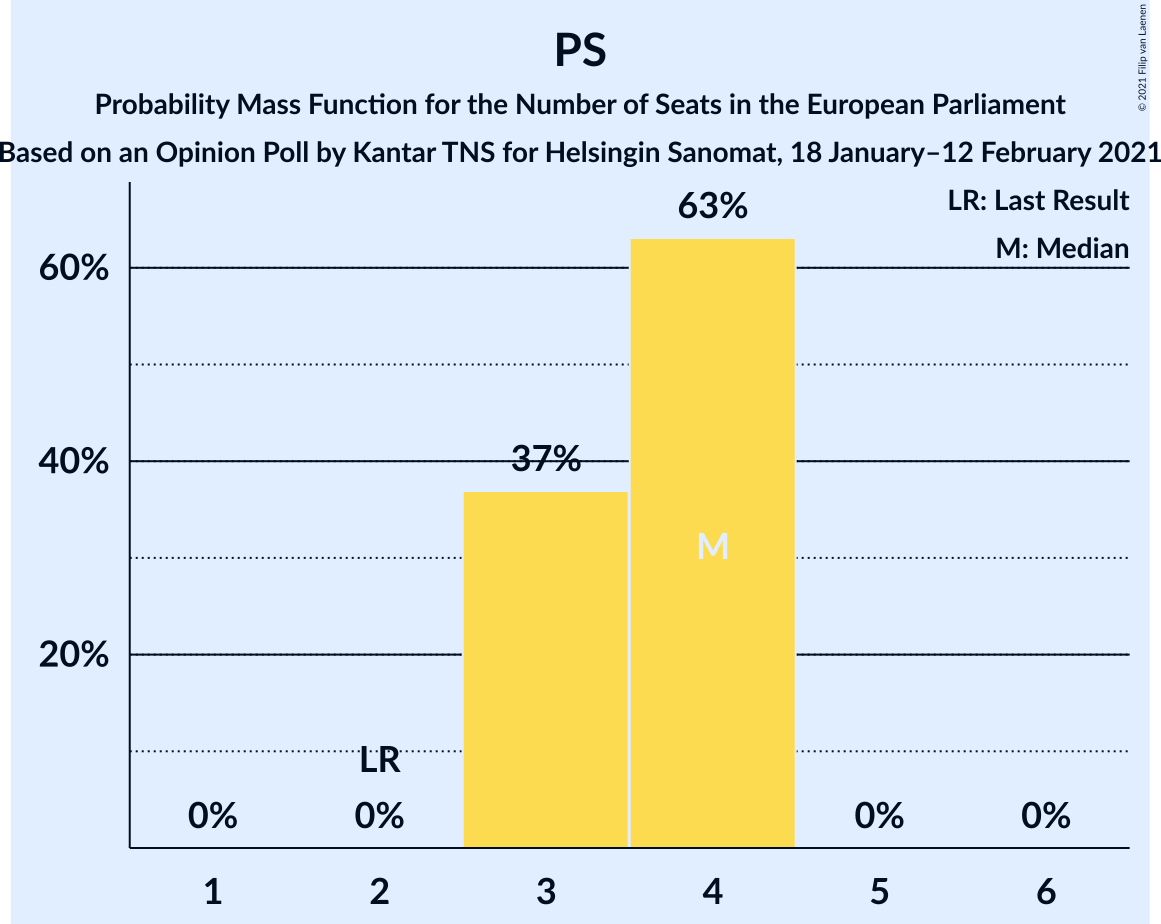 PS
Probability Mass Function for the Number of Seats in the European Parliament
Based on an Opinion Poll by Kantar TNS for Helsingin Sanomat, 18 January–12 February 2021
© 2021 Filip van Laenen
LR: Last Result
M: Median
63%
60%
40%
37%
M
20%
LR
0%
0%
0%
0%
1
2
3
4
5
6